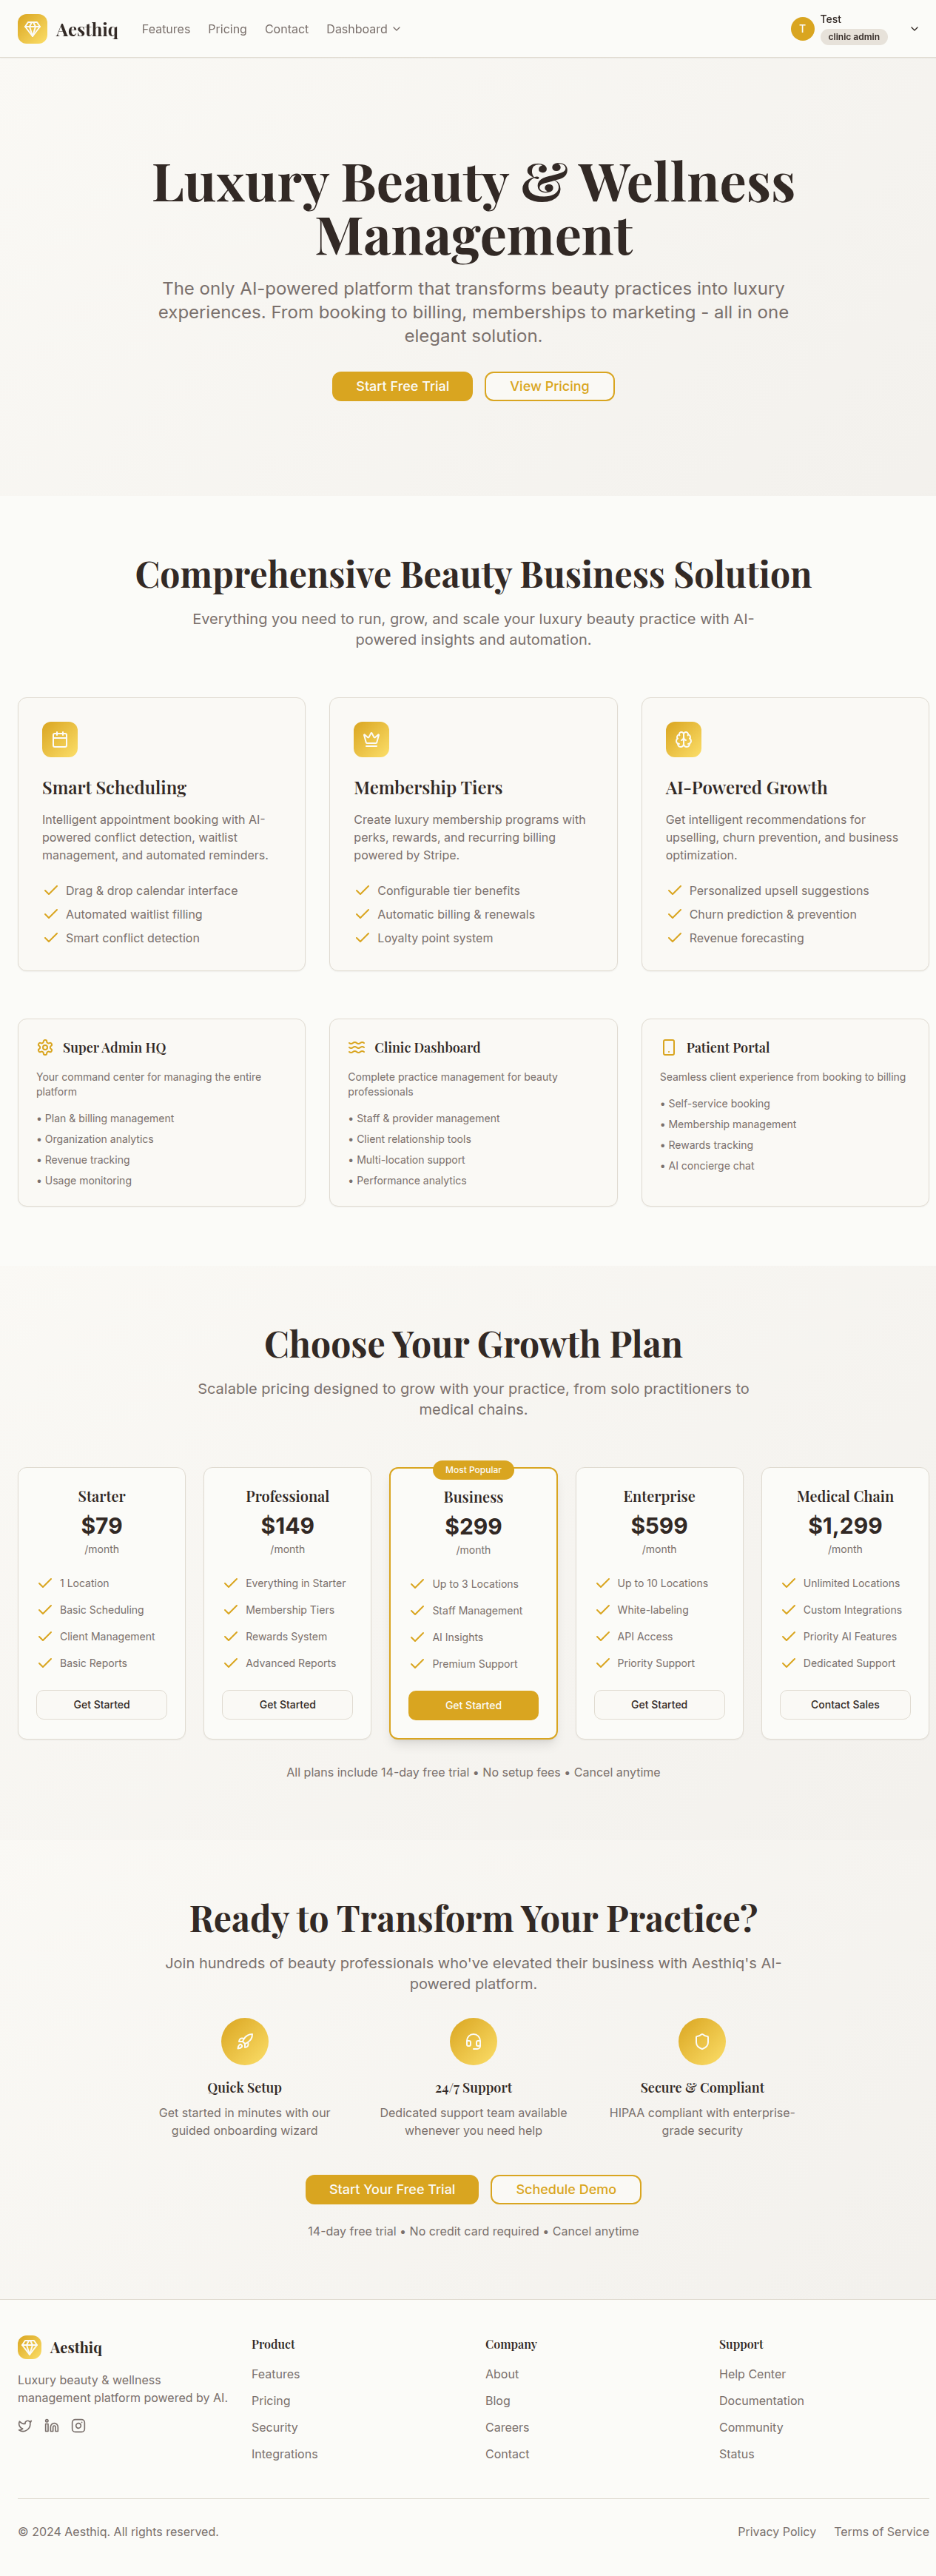 Aesthiq
Features
Pricing
Contact
Dashboard
T
Test
clinic admin
Luxury Beauty & Wellness
Management
The only AI-powered platform that transforms beauty practices into luxury
experiences. From booking to billing, memberships to marketing - all in one
elegant solution.
Start Free Trial
View Pricing
Comprehensive Beauty Business Solution
Everything you need to run, grow, and scale your luxury beauty practice with AI-
powered insights and automation.
Smart Scheduling
Intelligent appointment booking with AI-
powered conflict detection, waitlist
management, and automated reminders.
Drag & drop calendar interface
Automated waitlist filling
Smart conflict detection
Membership Tiers
Create luxury membership programs with
perks, rewards, and recurring billing
powered by Stripe.
Configurable tier benefits
Automatic billing & renewals
Loyalty point system
AI-Powered Growth
Get intelligent recommendations for
upselling, churn prevention, and business
optimization.
Personalized upsell suggestions
Churn prediction & prevention
Revenue forecasting
Super Admin HQ
Your command center for managing the entire
platform
• Plan & billing management
• Organization analytics
• Revenue tracking
• Usage monitoring
Clinic Dashboard
Complete practice management for beauty
professionals
• Staff & provider management
• Client relationship tools
• Multi-location support
• Performance analytics
Patient Portal
Seamless client experience from booking to billing
• Self-service booking
• Membership management
• Rewards tracking
• AI concierge chat
Choose Your Growth Plan
Scalable pricing designed to grow with your practice, from solo practitioners to
medical chains.
Starter
$79
/month
1 Location
Basic Scheduling
Client Management
Basic Reports
Get Started
Professional
$149
/month
Everything in Starter
Membership Tiers
Rewards System
Advanced Reports
Get Started
Most Popular
Business
$299
/month
Up to 3 Locations
Staff Management
AI Insights
Premium Support
Get Started
Enterprise
$599
/month
Up to 10 Locations
White-labeling
API Access
Priority Support
Get Started
Medical Chain
$1,299
/month
Unlimited Locations
Custom Integrations
Priority AI Features
Dedicated Support
Contact Sales
All plans include 14-day free trial • No setup fees • Cancel anytime
Ready to Transform Your Practice?
Join hundreds of beauty professionals who've elevated their business with Aesthiq's AI-
powered platform.
Quick Setup
Get started in minutes with our
guided onboarding wizard
24/7 Support
Dedicated support team available
whenever you need help
Secure & Compliant
HIPAA compliant with enterprise-
grade security
Start Your Free Trial
Schedule Demo
14-day free trial • No credit card required • Cancel anytime
Aesthiq
Luxury beauty & wellness
management platform powered by AI.
Product
Features
Pricing
Security
Integrations
Company
About
Blog
Careers
Contact
Support
Help Center
Documentation
Community
Status
© 2024 Aesthiq. All rights reserved.
Privacy Policy
Terms of Service